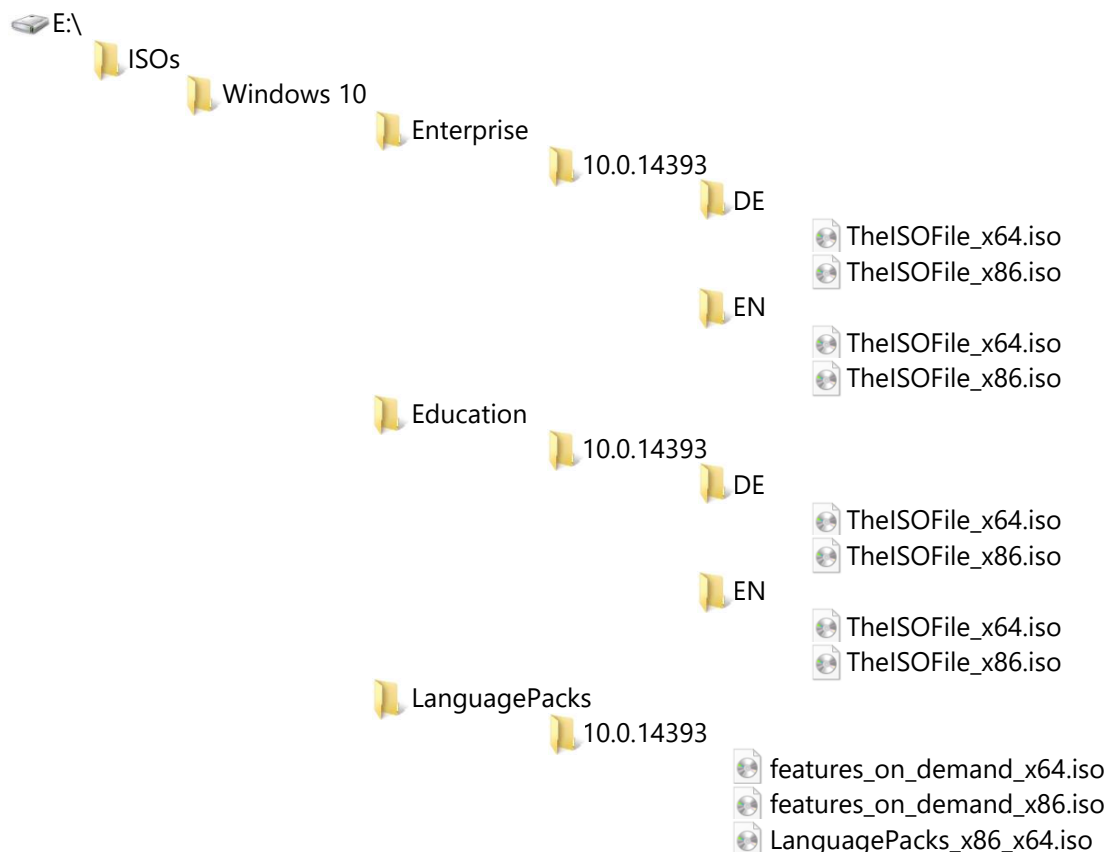 E:\
ISOs
Windows 10
Enterprise
10.0.14393
DE
TheISOFile_x64.iso
TheISOFile_x86.iso
EN
TheISOFile_x64.iso
TheISOFile_x86.iso
Education
10.0.14393
DE
TheISOFile_x64.iso
TheISOFile_x86.iso
EN
TheISOFile_x64.iso
TheISOFile_x86.iso
LanguagePacks
10.0.14393
features_on_demand_x64.iso
features_on_demand_x86.iso
LanguagePacks_x86_x64.iso